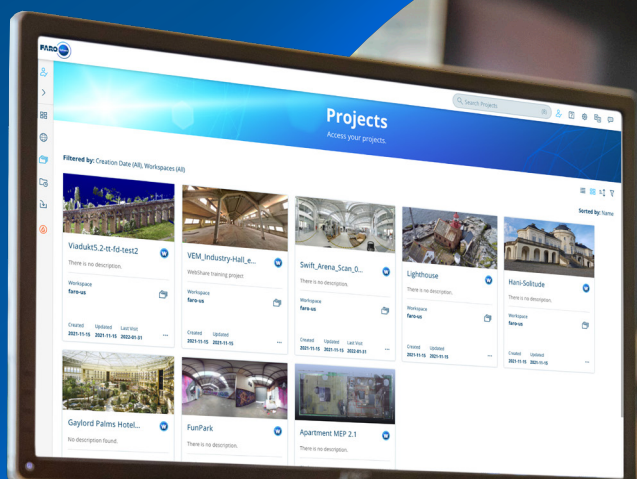 FARO
Search Projects
Projects
Access your projects.
Filtered by: Creation Date (All), Workspaces (All)
Sorted by: Name
Viadukt5.2-tt-fd-test2
There is no description.
Workspace
faro-us
Created Updated Last Visit
2021-11-15 2021-11-15 2022-01-31
VEM_Industry-Hall_e...
WebShare training project
Workspace
faro-us
Created Updated
2021-11-15 2021-11-15
Swift_Arena_Scan_0...
There is no description.
Workspace
faro-us
Created Updated Last Visit
2021-11-15 2021-11-15 2022-01-31
Lighthouse
There is no description.
Workspace
faro-us
Created Updated
2021-11-15 2021-11-15
Hani-Solitude
There is no description.
Workspace
faro-us
Created Updated
2021-11-15 2021-11-15
Gaylord Palms Hotel...
No description found.
FunPark
There is no description.
Apartment MEP 2.1
There is no description.